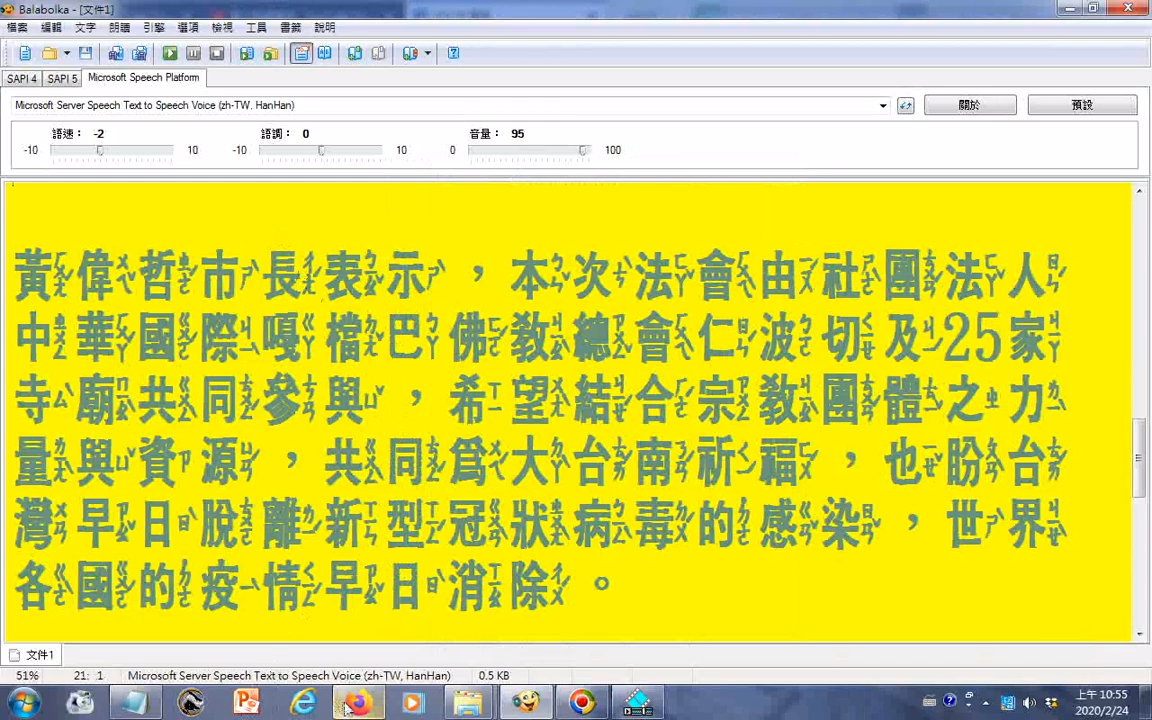 Balabolka - [文件1]
檔案 編輯 文字 朗讀 引擎 選項 檢視 工具 書籤 說明
SAPI 4 SAPI 5 Microsoft Speech Platform
Microsoft Server Speech Text to Speech Voice (zh-TW, HanHan) 關於 預設
語速： -2 語調： 0 音量： 95
-10 10 -10 10 0 100
黃偉哲市長表示，本次法會由社團法人
中華國際嘎檔巴佛教總會仁波切及25家
寺廟共同參與，希望結合宗教團體之力
量與資源，共同為大台南祈福，也盼台
灣早日脫離新型冠狀病毒的感染，世界
各國的疫情早日消除。
文件1
51% 21: 1 Microsoft Server Speech Text to Speech Voice (zh-TW, HanHan) 0.5 KB
上午 10:55
2020/2/24